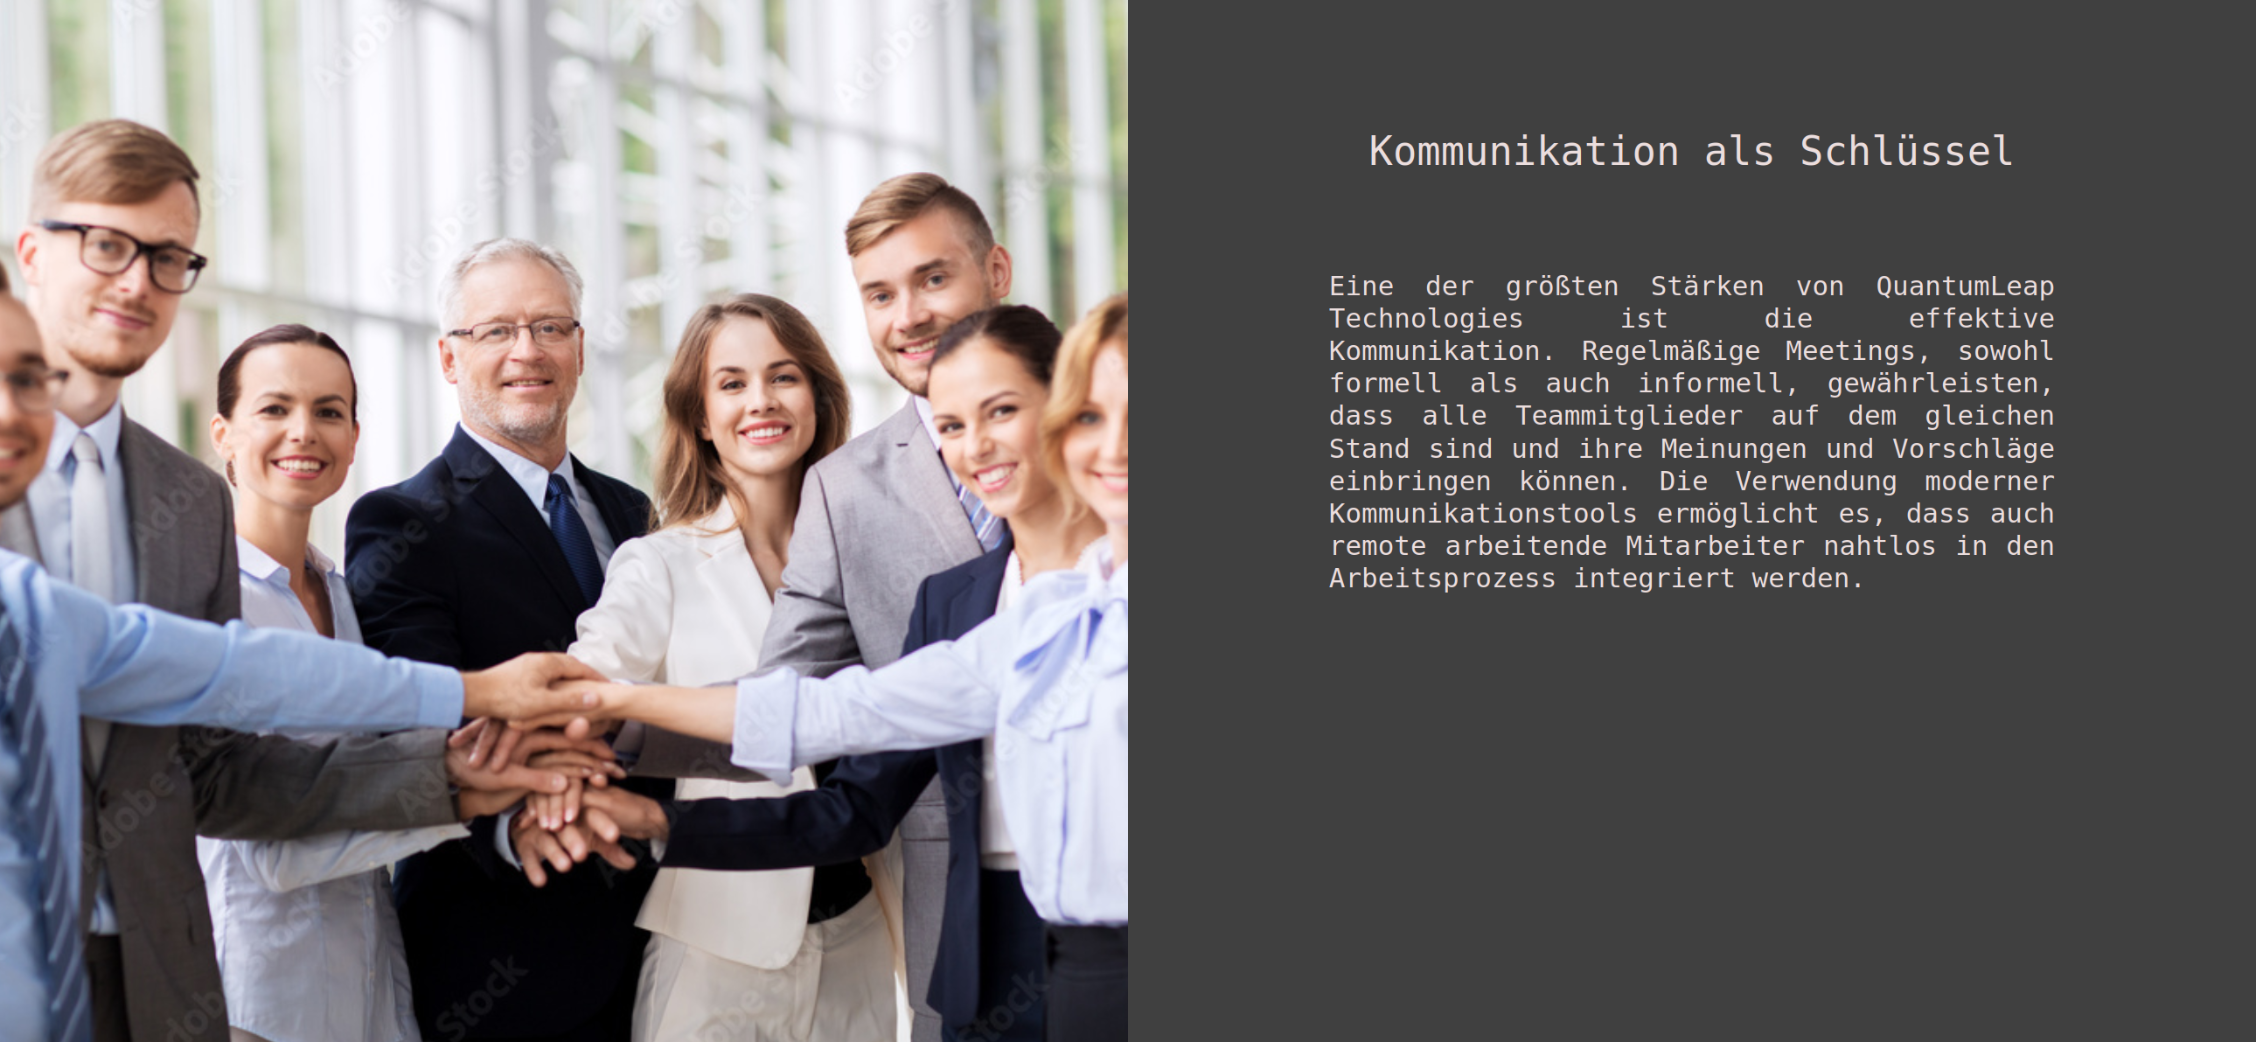 Kommunikation als Schlüssel
Eine der größten Stärken von QuantumLeap
Technologies ist die effektive
Kommunikation. Regelmäßige Meetings, sowohl
formell als auch informell, gewährleisten,
dass alle Teammitglieder auf dem gleichen
Stand sind und ihre Meinungen und Vorschläge
einbringen können. Die Verwendung moderner
Kommunikationstools ermöglicht es, dass auch
remote arbeitende Mitarbeiter nahtlos in den
Arbeitsprozess integriert werden.
Adobe Stock